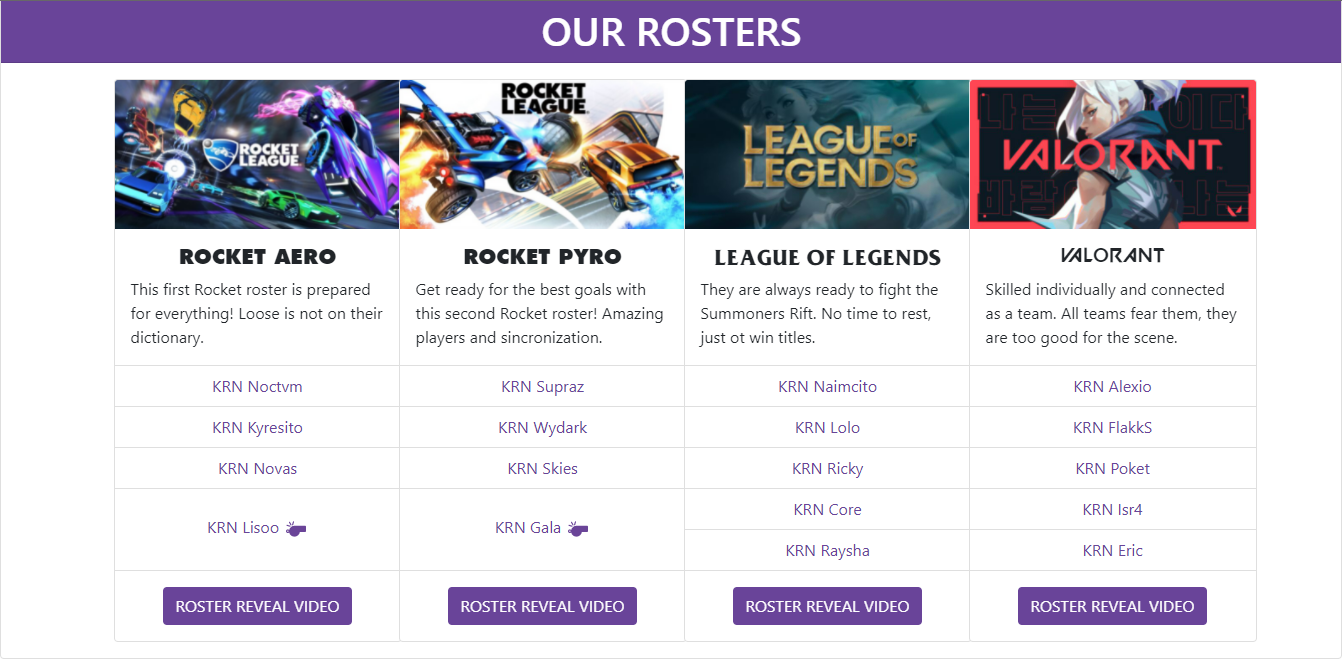 OUR ROSTERS
ROCKET
LEAGUE
ROCKET AERO
This first Rocket roster is prepared
for everything! Loose is not on their
dictionary.
KRN Noctvm
KRN Kyresito
KRN Novas
KRN Lisoo
ROSTER REVEAL VIDEO
ROCKET
LEAGUE
ROCKET PYRO
Get ready for the best goals with
this second Rocket roster! Amazing
players and sincronization.
KRN Supraz
KRN Wydark
KRN Skies
KRN Gala
ROSTER REVEAL VIDEO
LEAGUE OF
LEGENDS
LEAGUE OF LEGENDS
They are always ready to fight the
Summoners Rift. No time to rest,
just ot win titles.
KRN Naimcito
KRN Lolo
KRN Ricky
KRN Core
KRN Raysha
ROSTER REVEAL VIDEO
VALORANT
VALORANT
Skilled individually and connected
as a team. All teams fear them, they
are too good for the scene.
KRN Alexio
KRN FlakkS
KRN Poket
KRN Isr4
KRN Eric
ROSTER REVEAL VIDEO